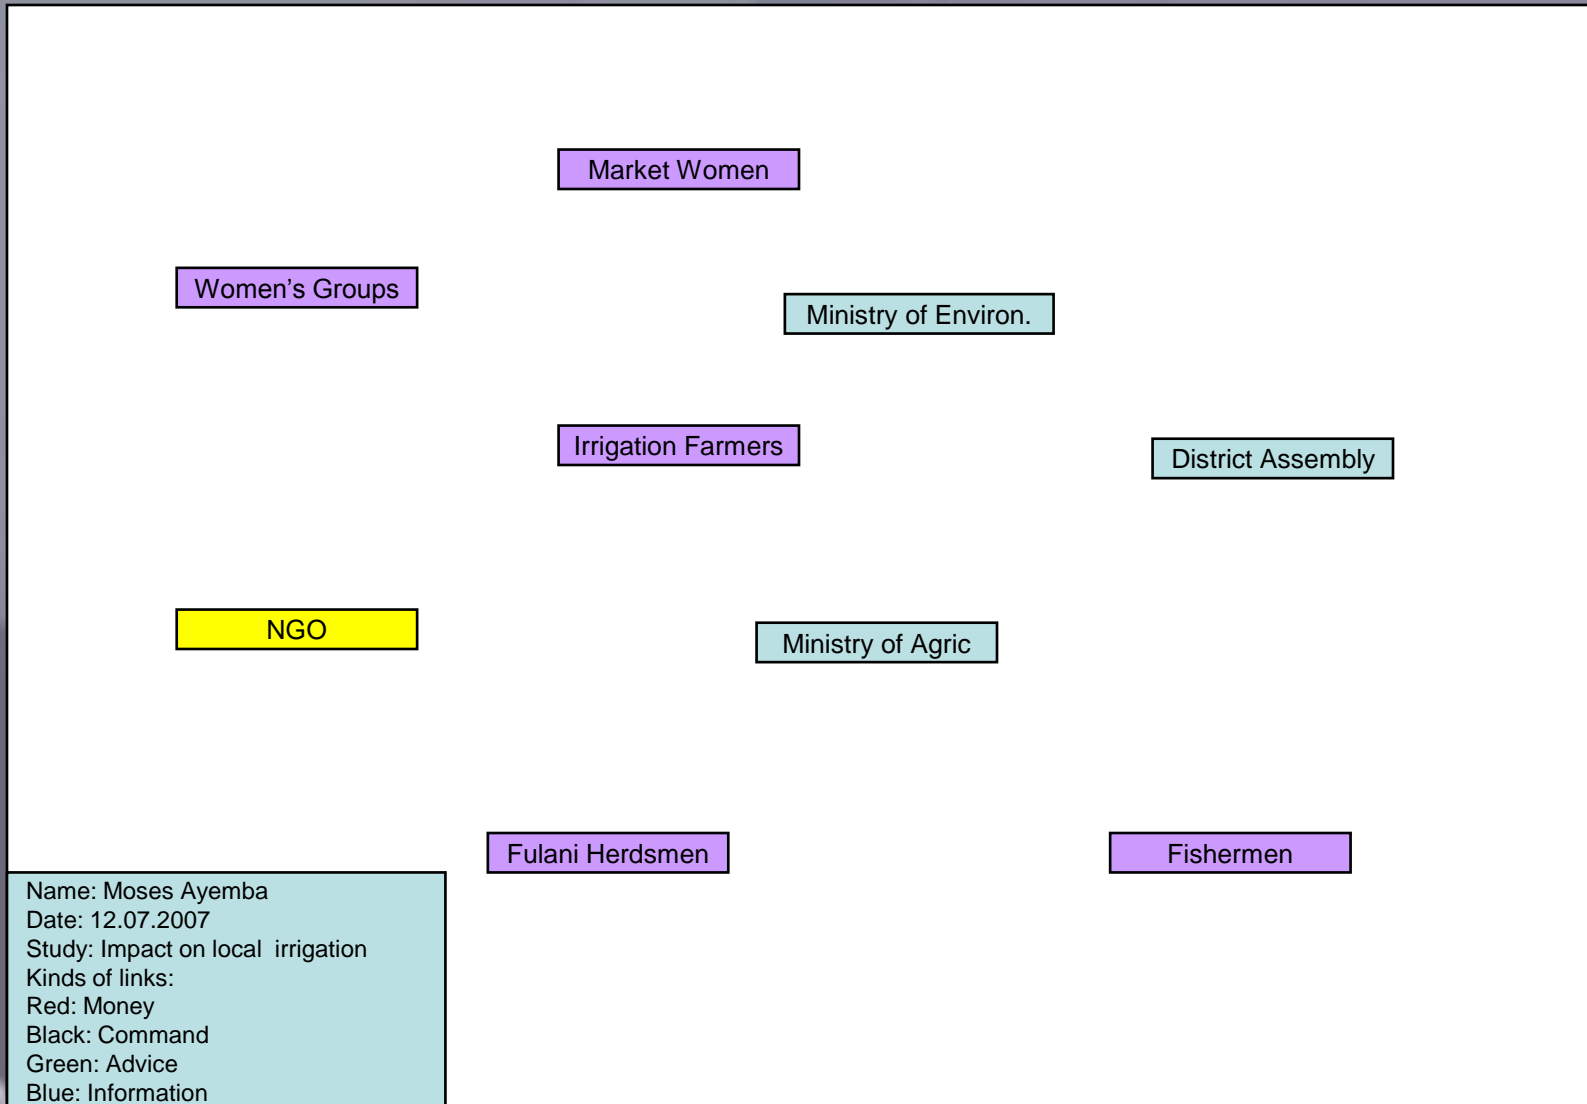 Market Women
Women’s Groups
Ministry of Environ.
Irrigation Farmers
District Assembly
NGO
Ministry of Agric
Fulani Herdsmen
Fishermen
Name: Moses Ayemba
Date: 12.07.2007
Study: Impact on local  irrigation
Kinds of links:
Red: Money
Black: Command
Green: Advice
Blue: Information